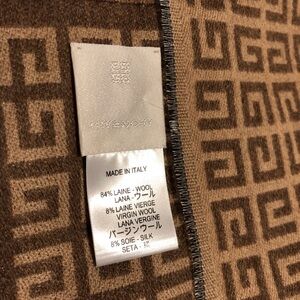 MADE IN ITALY
84% LAINE - WOOL
LANA - ウール
8% LAINE VIERGE
VIRGIN WOOL
LANA VERGINE
バージンウール
8% SOIE - SILK
SETA - 絹